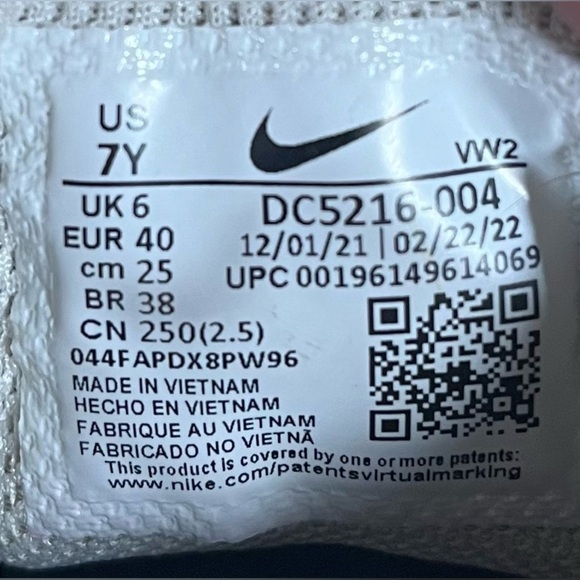 US
7Y
VW2
UK 6
DC5216-004
EUR 40
12/01/21 | 02/22/22
cm 25
UPC 00196149614069
BR 38
CN 250(2.5)
044FAPDX8PW96
MADE IN VIETNAM
HECHO EN VIETNAM
FABRIQUE AU VIETNAM
FABRICADO NO VIETNÃ
This product is covered by one or more patents:
www.nike.com/patentsvirtualmarking